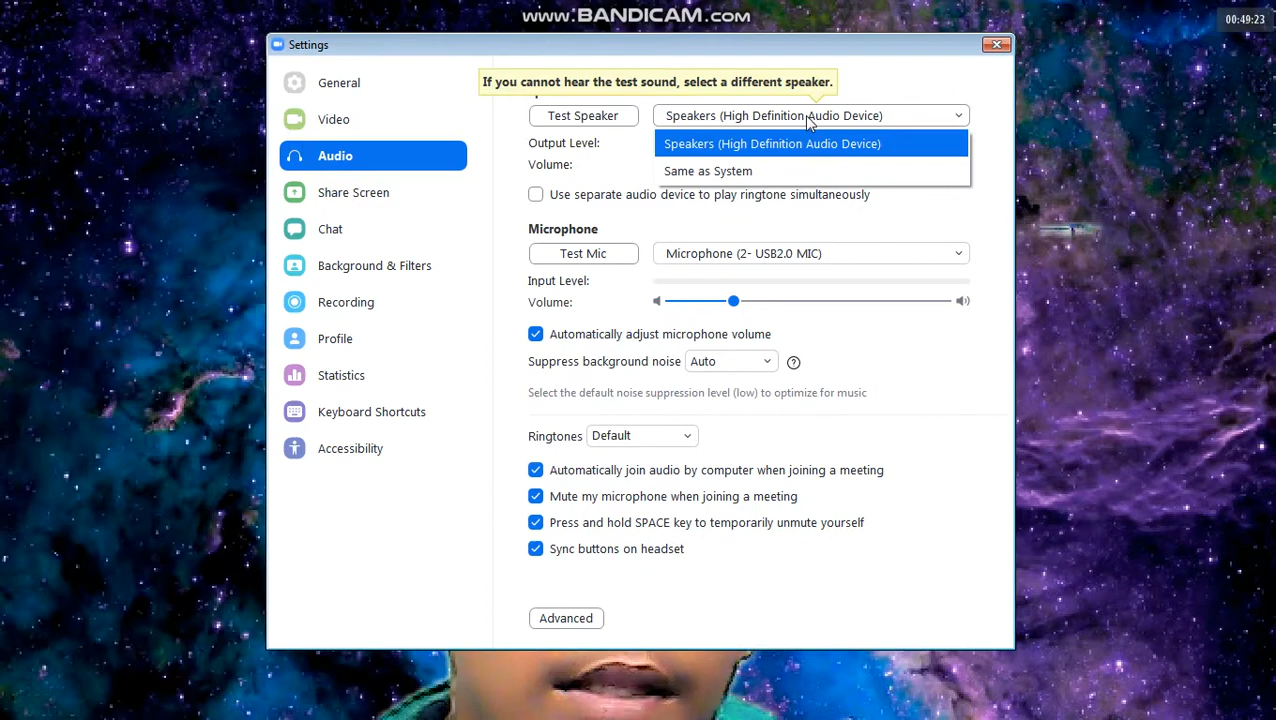 www.BANDICAM.com
00:49:23
Settings
If you cannot hear the test sound, select a different speaker.
General
Video
Audio
Share Screen
Chat
Background & Filters
Recording
Profile
Statistics
Keyboard Shortcuts
Accessibility
Test Speaker
Speakers (High Definition Audio Device)
Speakers (High Definition Audio Device)
Same as System
Output Level:
Volume:
Use separate audio device to play ringtone simultaneously
Microphone
Test Mic
Microphone (2- USB2.0 MIC)
Input Level:
Volume:
Automatically adjust microphone volume
Suppress background noise
Auto
Select the default noise suppression level (low) to optimize for music
Ringtones
Default
Automatically join audio by computer when joining a meeting
Mute my microphone when joining a meeting
Press and hold SPACE key to temporarily unmute yourself
Sync buttons on headset
Advanced